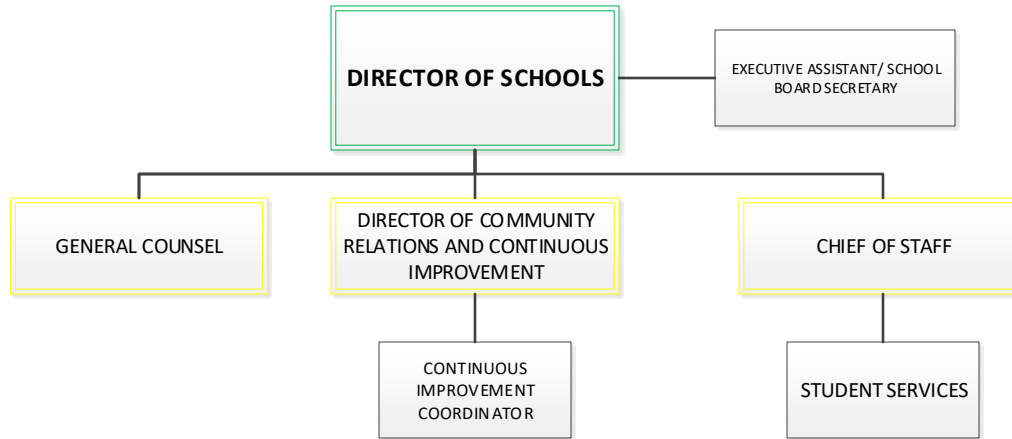 DIRECTOR OF SCHOOLS
EXECUTIVE ASSISTANT/ SCHOOL
BOARD SECRETARY
GENERAL COUNSEL
DIRECTOR OF COMMUNITY
RELATIONS AND CONTINUOUS
IMPROVEMENT
CHIEF OF STAFF
CONTINUOUS
IMPROVEMENT
COORDINATOR
STUDENT SERVICES